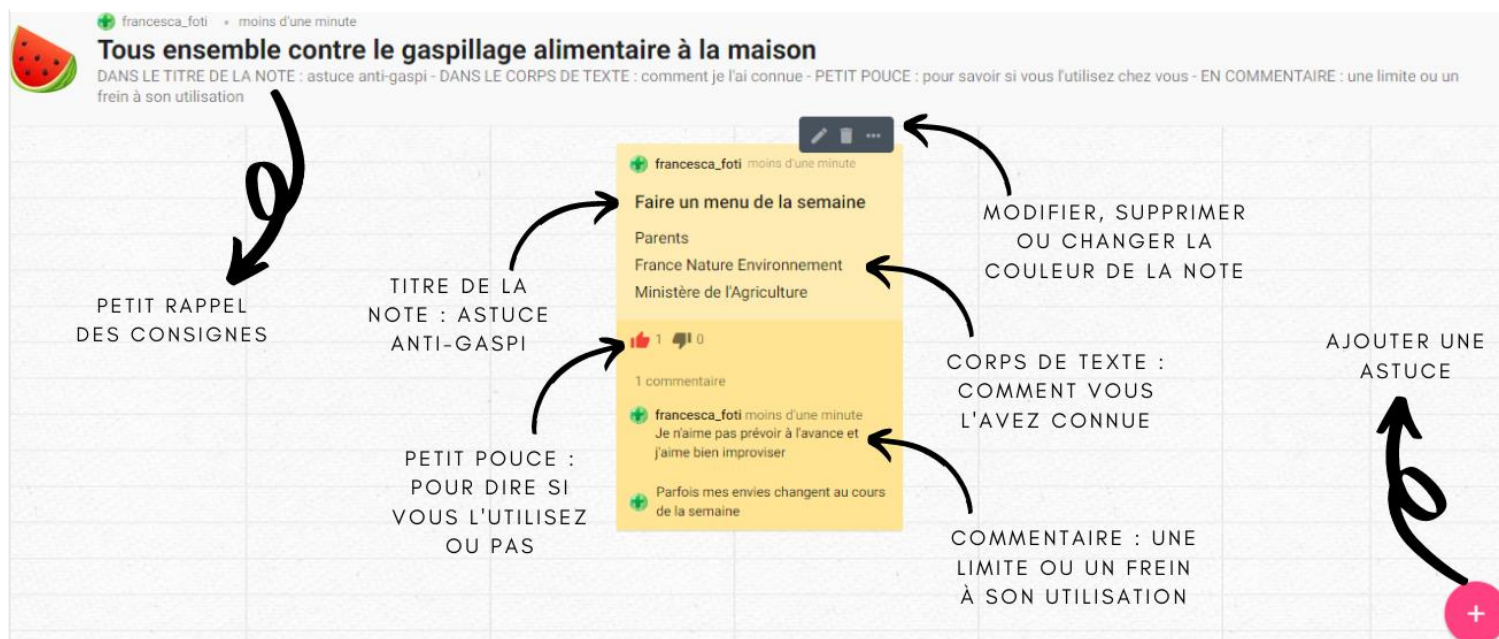 francesca_foti • moins d'une minute
Tous ensemble contre le gaspillage alimentaire à la maison
DANS LE TITRE DE LA NOTE : astuce anti-gaspi - DANS LE CORPS DE TEXTE : comment je l'ai connue - PETIT POUCE : pour savoir si vous l'utilisez chez vous - EN COMMENTAIRE : une limite ou un
frein à son utilisation
PETIT RAPPEL
DES CONSIGNES
TITRE DE LA
NOTE : ASTUCE
ANTI-GASPI
PETIT POUCE :
POUR DIRE SI
VOUS L'UTILISEZ
OU PAS
francesca_foti moins d'une minute
Faire un menu de la semaine
Parents
France Nature Environnement
Ministère de l'Agriculture
1 0
1 commentaire
francesca_foti moins d'une minute
Je n'aime pas prévoir à l'avance et
j'aime bien improviser
Parfois mes envies changent au cours
de la semaine
MODIFIER, SUPPRIMER
OU CHANGER LA
COULEUR DE LA NOTE
CORPS DE TEXTE :
COMMENT VOUS
L'AVEZ CONNUE
COMMENTAIRE : UNE
LIMITE OU UN FREIN
À SON UTILISATION
AJOUTER UNE
ASTUCE
+